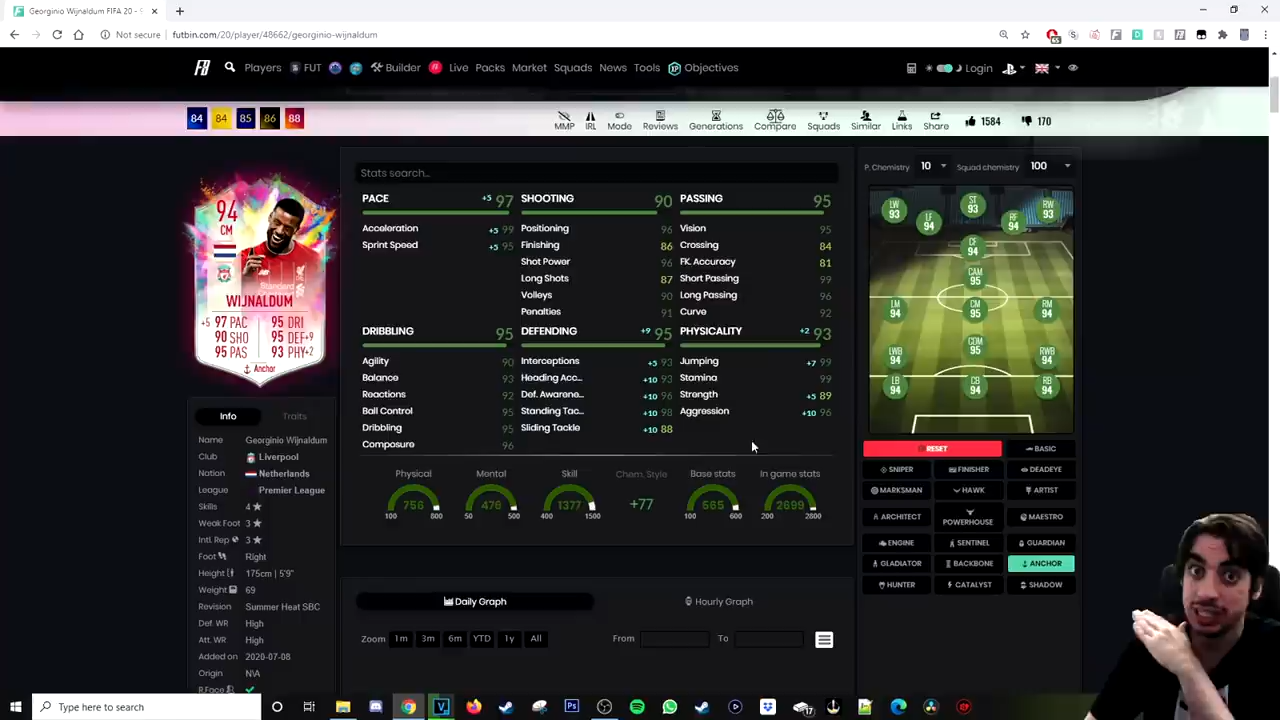 Georginio Wijnaldum FIFA 20 - 9
Not secure futbin.com/20/player/48662/georginio-wijnaldum
Players FUT Builder Live Packs Market Squads News Tools Objectives Login
84 84 85 86 88
MMP IRL Mode Reviews Generations Compare Squads Similar Links Share 1584 170
Stats search...
P. Chemistry 10 Squad chemistry 100
94
CM
WIJNALDUM
+5 97 PAC 95 DRI
90 SHO 95 DEF+9
95 PAS 93 PHY+2
Anchor
PACE +5 97
Acceleration +5 99
Sprint Speed +5 95
SHOOTING 90
Positioning 96
Finishing 86
Shot Power 96
Long Shots 87
Volleys 90
Penalties 91
PASSING 95
Vision 95
Crossing 84
FK. Accuracy 81
Short Passing 99
Long Passing 96
Curve 92
DRIBBLING 95
Agility 90
Balance 93
Reactions 92
Ball Control 95
Dribbling 95
Composure 96
DEFENDING +9 95
Interceptions +5 93
Heading Acc... +10 93
Def. Awarene... +10 96
Standing Tac... +10 98
Sliding Tackle +10 88
PHYSICALITY +2 93
Jumping +7 99
Stamina 99
Strength +5 89
Aggression +10 96
Physical Mental Skill Chem. Style Base stats In game stats
756 476 1377 +77 565 2699
100 800 50 500 400 1500 100 600 200 2800
LW 93
ST 93
RW 93
LF 94
RF 94
CF 94
CAM 95
LM 94
CM 95
RM 94
CDM 95
LWB 94
RWB 94
LB 94
CB 94
RB 94
RESET BASIC
SNIPER FINISHER DEADEYE
MARKSMAN HAWK ARTIST
ARCHITECT POWERHOUSE MAESTRO
ENGINE SENTINEL GUARDIAN
GLADIATOR BACKBONE ANCHOR
HUNTER CATALYST SHADOW
Info Traits
Name Georginio Wijnaldum
Club Liverpool
Nation Netherlands
League Premier League
Skills 4
Weak Foot 3
Intl. Rep 3
Foot Right
Height 175cm | 5'9"
Weight 69
Revision Summer Heat SBC
Def. WR High
Att. WR High
Added on 2020-07-08
Origin N\A
R.Face
Daily Graph Hourly Graph
Zoom 1m 3m 6m YTD 1y All From To
Type here to search
17